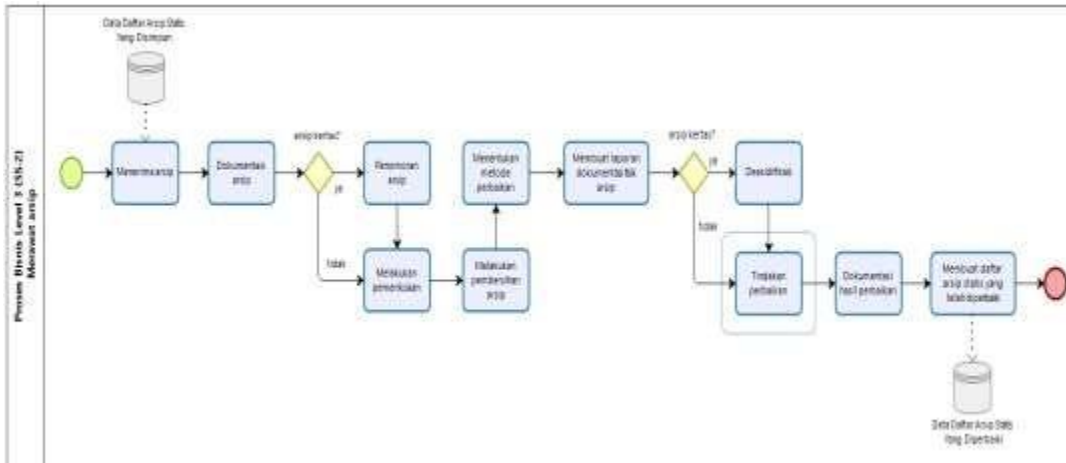 Proses Bisnis Level 3 (SS-2)
Merawat arsip
Data Daftar Arsip Statis
Yang Disimpan
Menerima arsip
Dokumentasi
arsip
arsip kertas?
ya
Tidak
Penomoran
arsip
Melakukan
pemeriksaan
Melakukan
pembersihan
arsip
Menentukan
metode
perbaikan
Membuat laporan
arsip
arsip kertas?
ya
Tidak
Deasidifikasi
Tindakan
perbaikan
Dokumentasi
hasil perbaikan
Membuat daftar
arsip statis yang
telah diperbaiki
Data Daftar Arsip Statis
Yang Diperbaiki